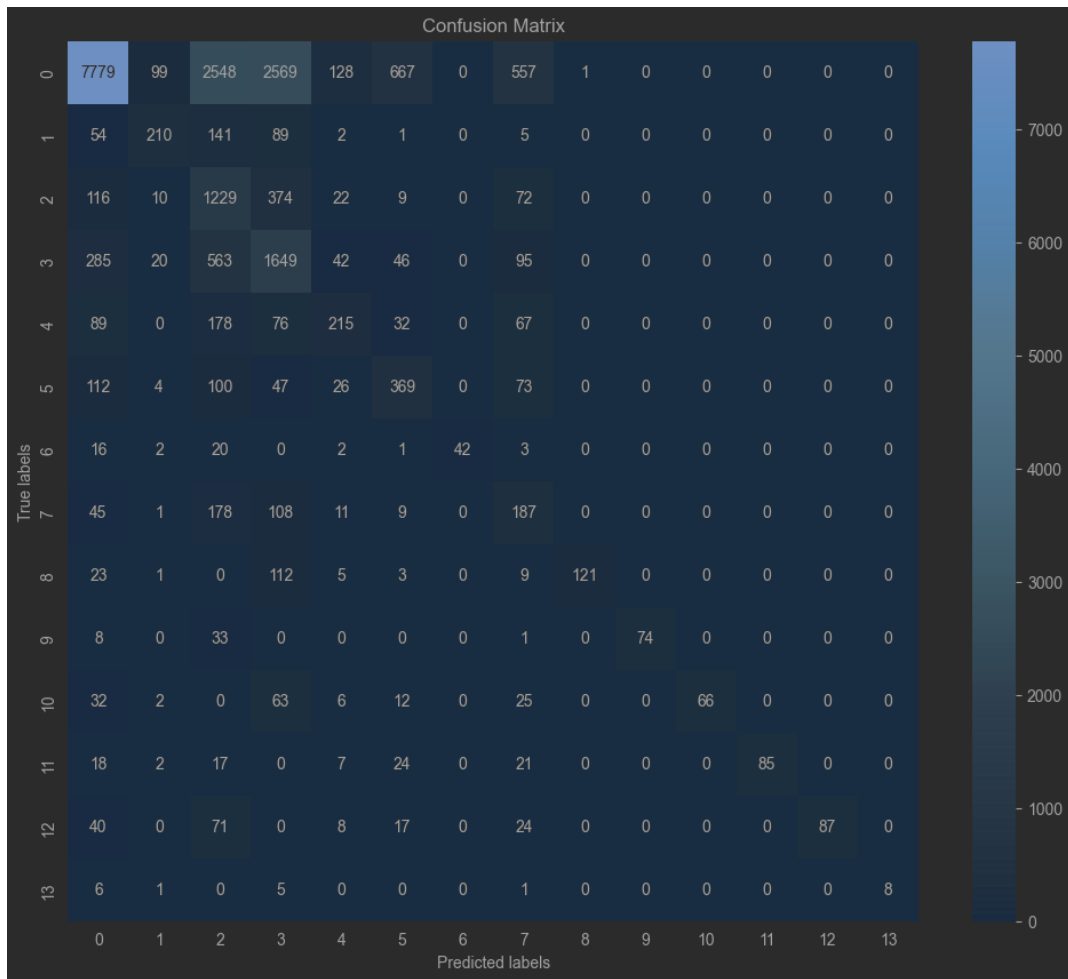 Confusion Matrix
0 7779 99 2548 2569 128 667 0 557 1 0 0 0 0 0
1 54 210 141 89 2 1 0 5 0 0 0 0 0 0
2 116 10 1229 374 22 9 0 72 0 0 0 0 0 0
3 285 20 563 1649 42 46 0 95 0 0 0 0 0 0
4 89 0 178 76 215 32 0 67 0 0 0 0 0 0
5 112 4 100 47 26 369 0 73 0 0 0 0 0 0
6 16 2 20 0 2 1 42 3 0 0 0 0 0 0
7 45 1 178 108 11 9 0 187 0 0 0 0 0 0
8 23 1 0 112 5 3 0 9 121 0 0 0 0 0
9 8 0 33 0 0 0 0 1 0 74 0 0 0 0
10 32 2 0 63 6 12 0 25 0 0 66 0 0 0
11 18 2 17 0 7 24 0 21 0 0 0 85 0 0
12 40 0 71 0 8 17 0 24 0 0 0 0 87 0
13 6 1 0 5 0 0 0 1 0 0 0 0 0 8
0 1 2 3 4 5 6 7 8 9 10 11 12 13
Predicted labels
True labels
7000
6000
5000
4000
3000
2000
1000
0